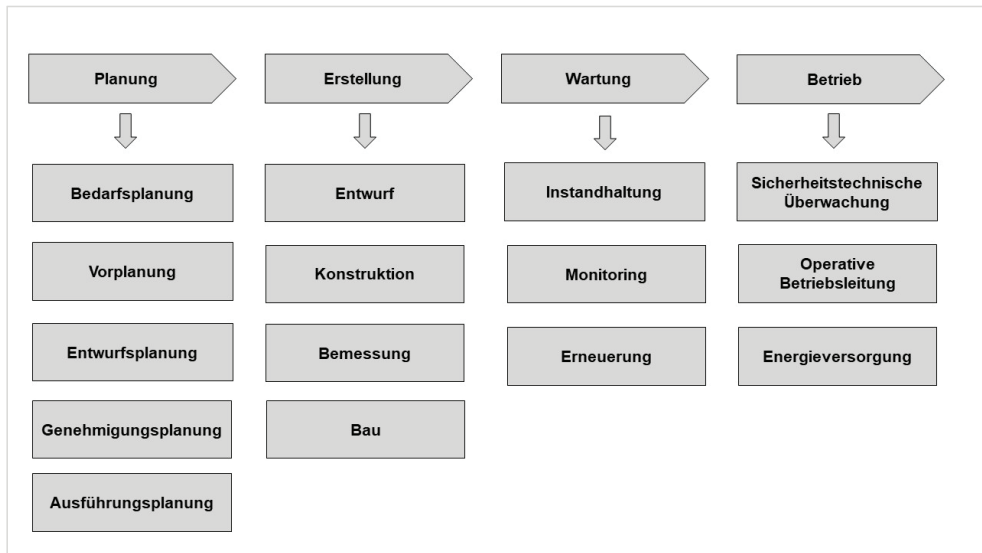 Planung
Erstellung
Wartung
Betrieb
Bedarfsplanung
Vorplanung
Entwurfsplanung
Genehmigungsplanung
Ausführungsplanung
Entwurf
Konstruktion
Bemessung
Bau
Instandhaltung
Monitoring
Erneuerung
Sicherheitstechnische
Überwachung
Operative
Betriebsleitung
Energieversorgung